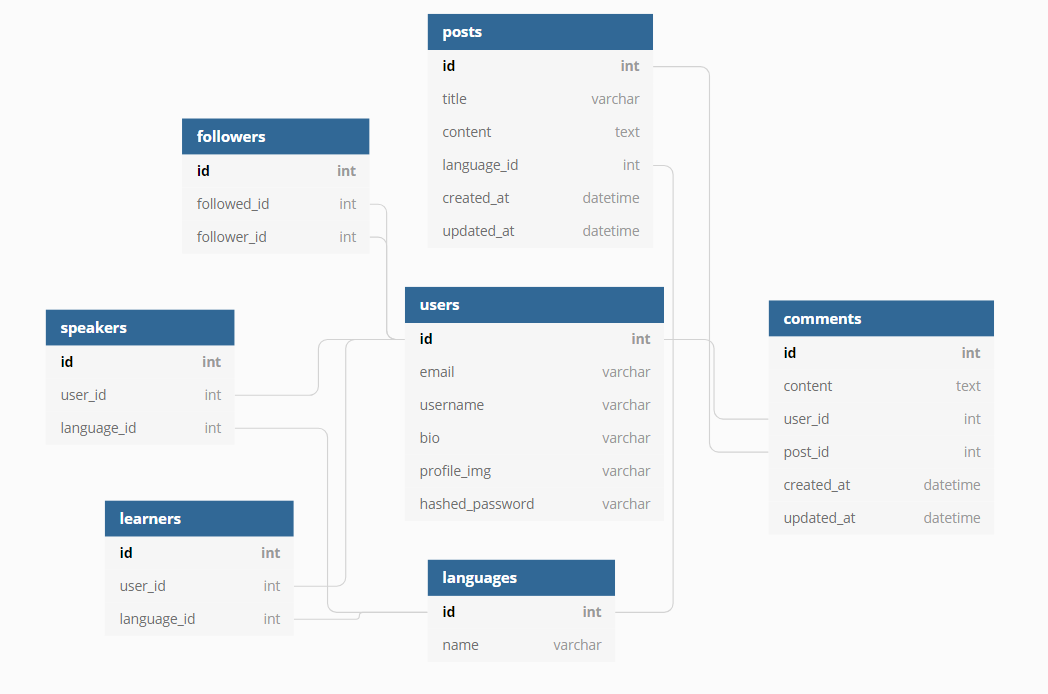 posts
id int
title varchar
content text
language_id int
created_at datetime
updated_at datetime
followers
id int
followed_id int
follower_id int
users
id int
email varchar
username varchar
bio varchar
profile_img varchar
hashed_password varchar
speakers
id int
user_id int
language_id int
comments
id int
content text
user_id int
post_id int
created_at datetime
updated_at datetime
learners
id int
user_id int
language_id int
languages
id int
name varchar